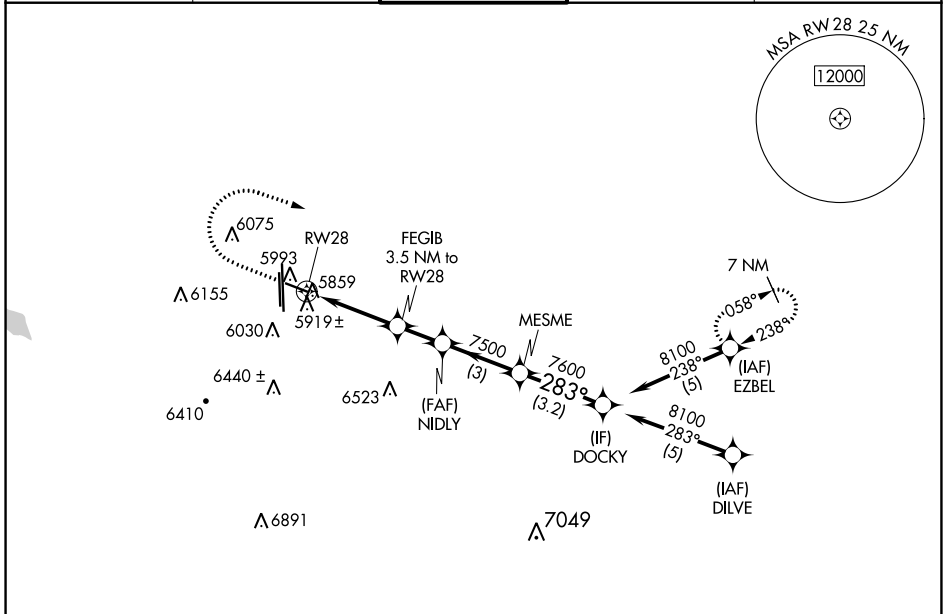 MSA RW 28 25 NM
12000
6075
RW28
FEGIB
3.5 NM to
RW28
5993
5859
7 NM
6155
5919 ±
058°
6030
MESME
238°
7500
(3)
8100
238°
(5)
(IAF)
EZBEL
7600
283°
(3.2)
6440 ±
6523
6410
(FAF)
NIDLY
8100
283°
(5)
(IF)
DOCKY
(IAF)
DILVE
6891
7049